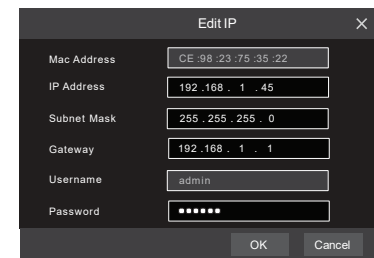 Edit IP
Mac Address CE :98 :23 :75 :35 :22
IP Address 192 .168 . 1 . 45
Subnet Mask 255 . 255 . 255 . 0
Gateway 192 .168 . 1 . 1
Username admin
Password ●●●●●●
OK Cancel